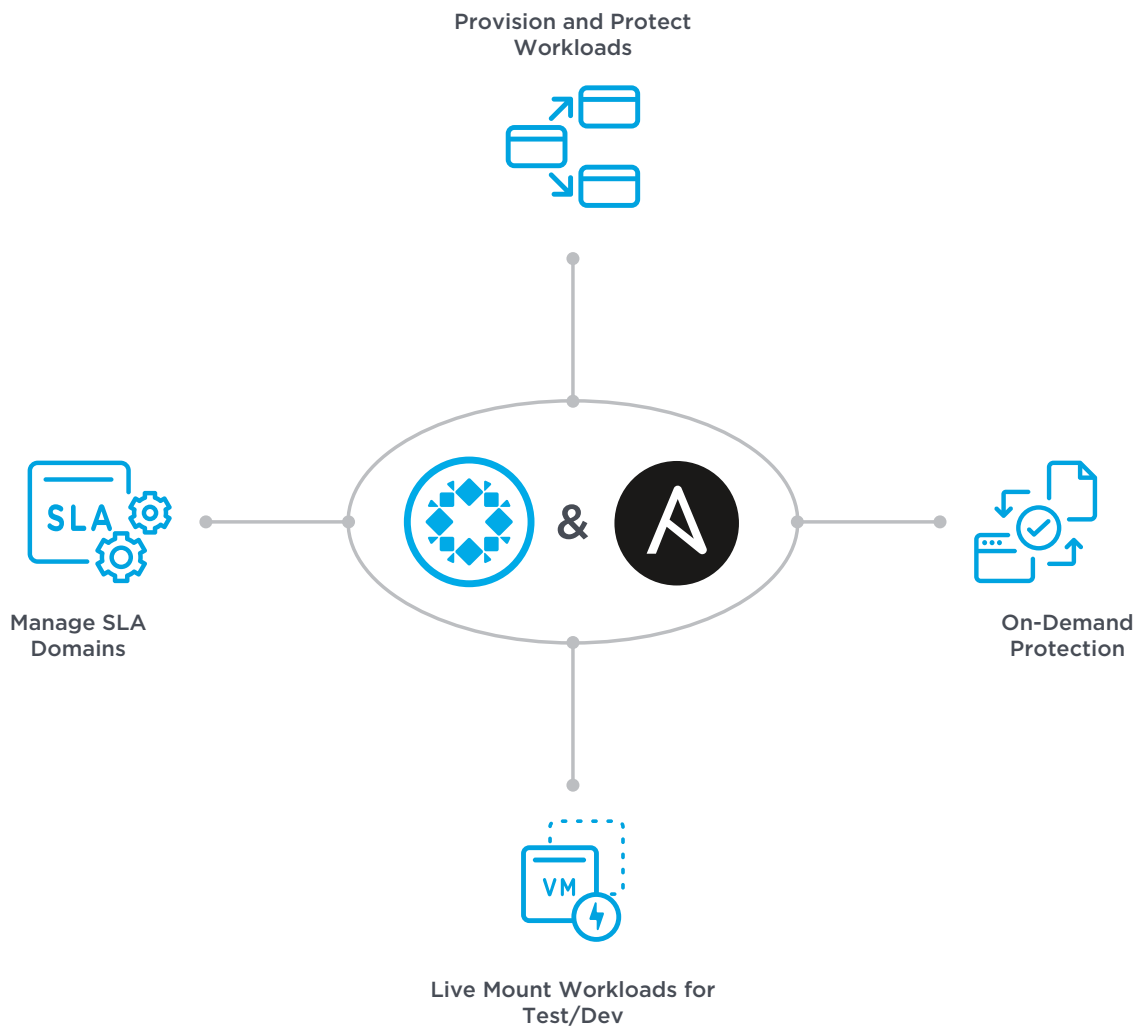 Provision and Protect
Workloads
SLA
&
Manage SLA
Domains
On-Demand
Protection
VM
Live Mount Workloads for
Test/Dev